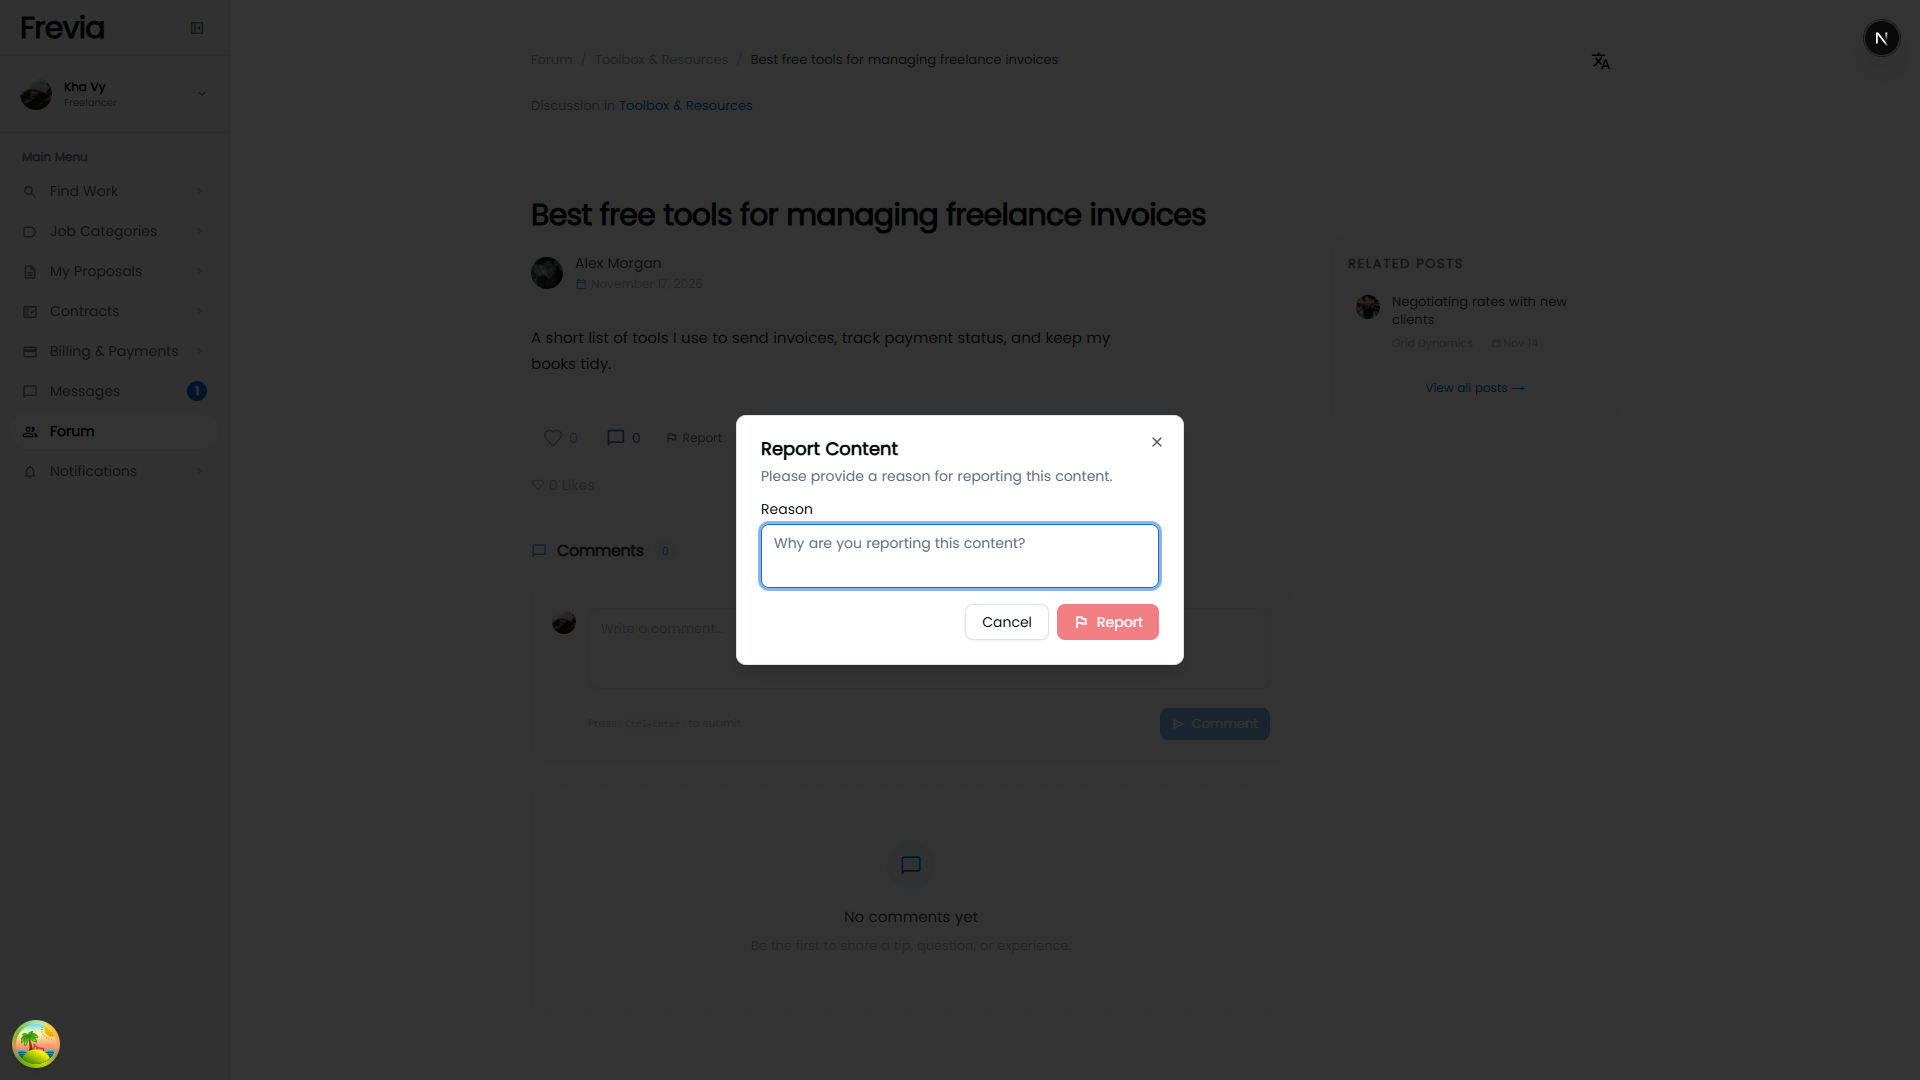 Frevia
Kha Vy
Freelancer
Main Menu
Find Work
Job Categories
My Proposals
Contracts
Billing & Payments
Messages
1
Forum
Notifications
Forum / Toolbox & Resources / Best free tools for managing freelance invoices
Discussion in Toolbox & Resources
Best free tools for managing freelance invoices
Alex Morgan
November 17, 2026
A short list of tools I use to send invoices, track payment status, and keep my
books tidy.
0
0
Report
0 Likes
Comments 0
Write a comment...
Press Ctrl+Enter to submit
Comment
No comments yet
Be the first to share a tip, question, or experience.
RELATED POSTS
Negotiating rates with new
clients
Grid Dynamics
Nov 14
View all posts →
Report Content
Please provide a reason for reporting this content.
Reason
Why are you reporting this content?
Cancel
Report
N